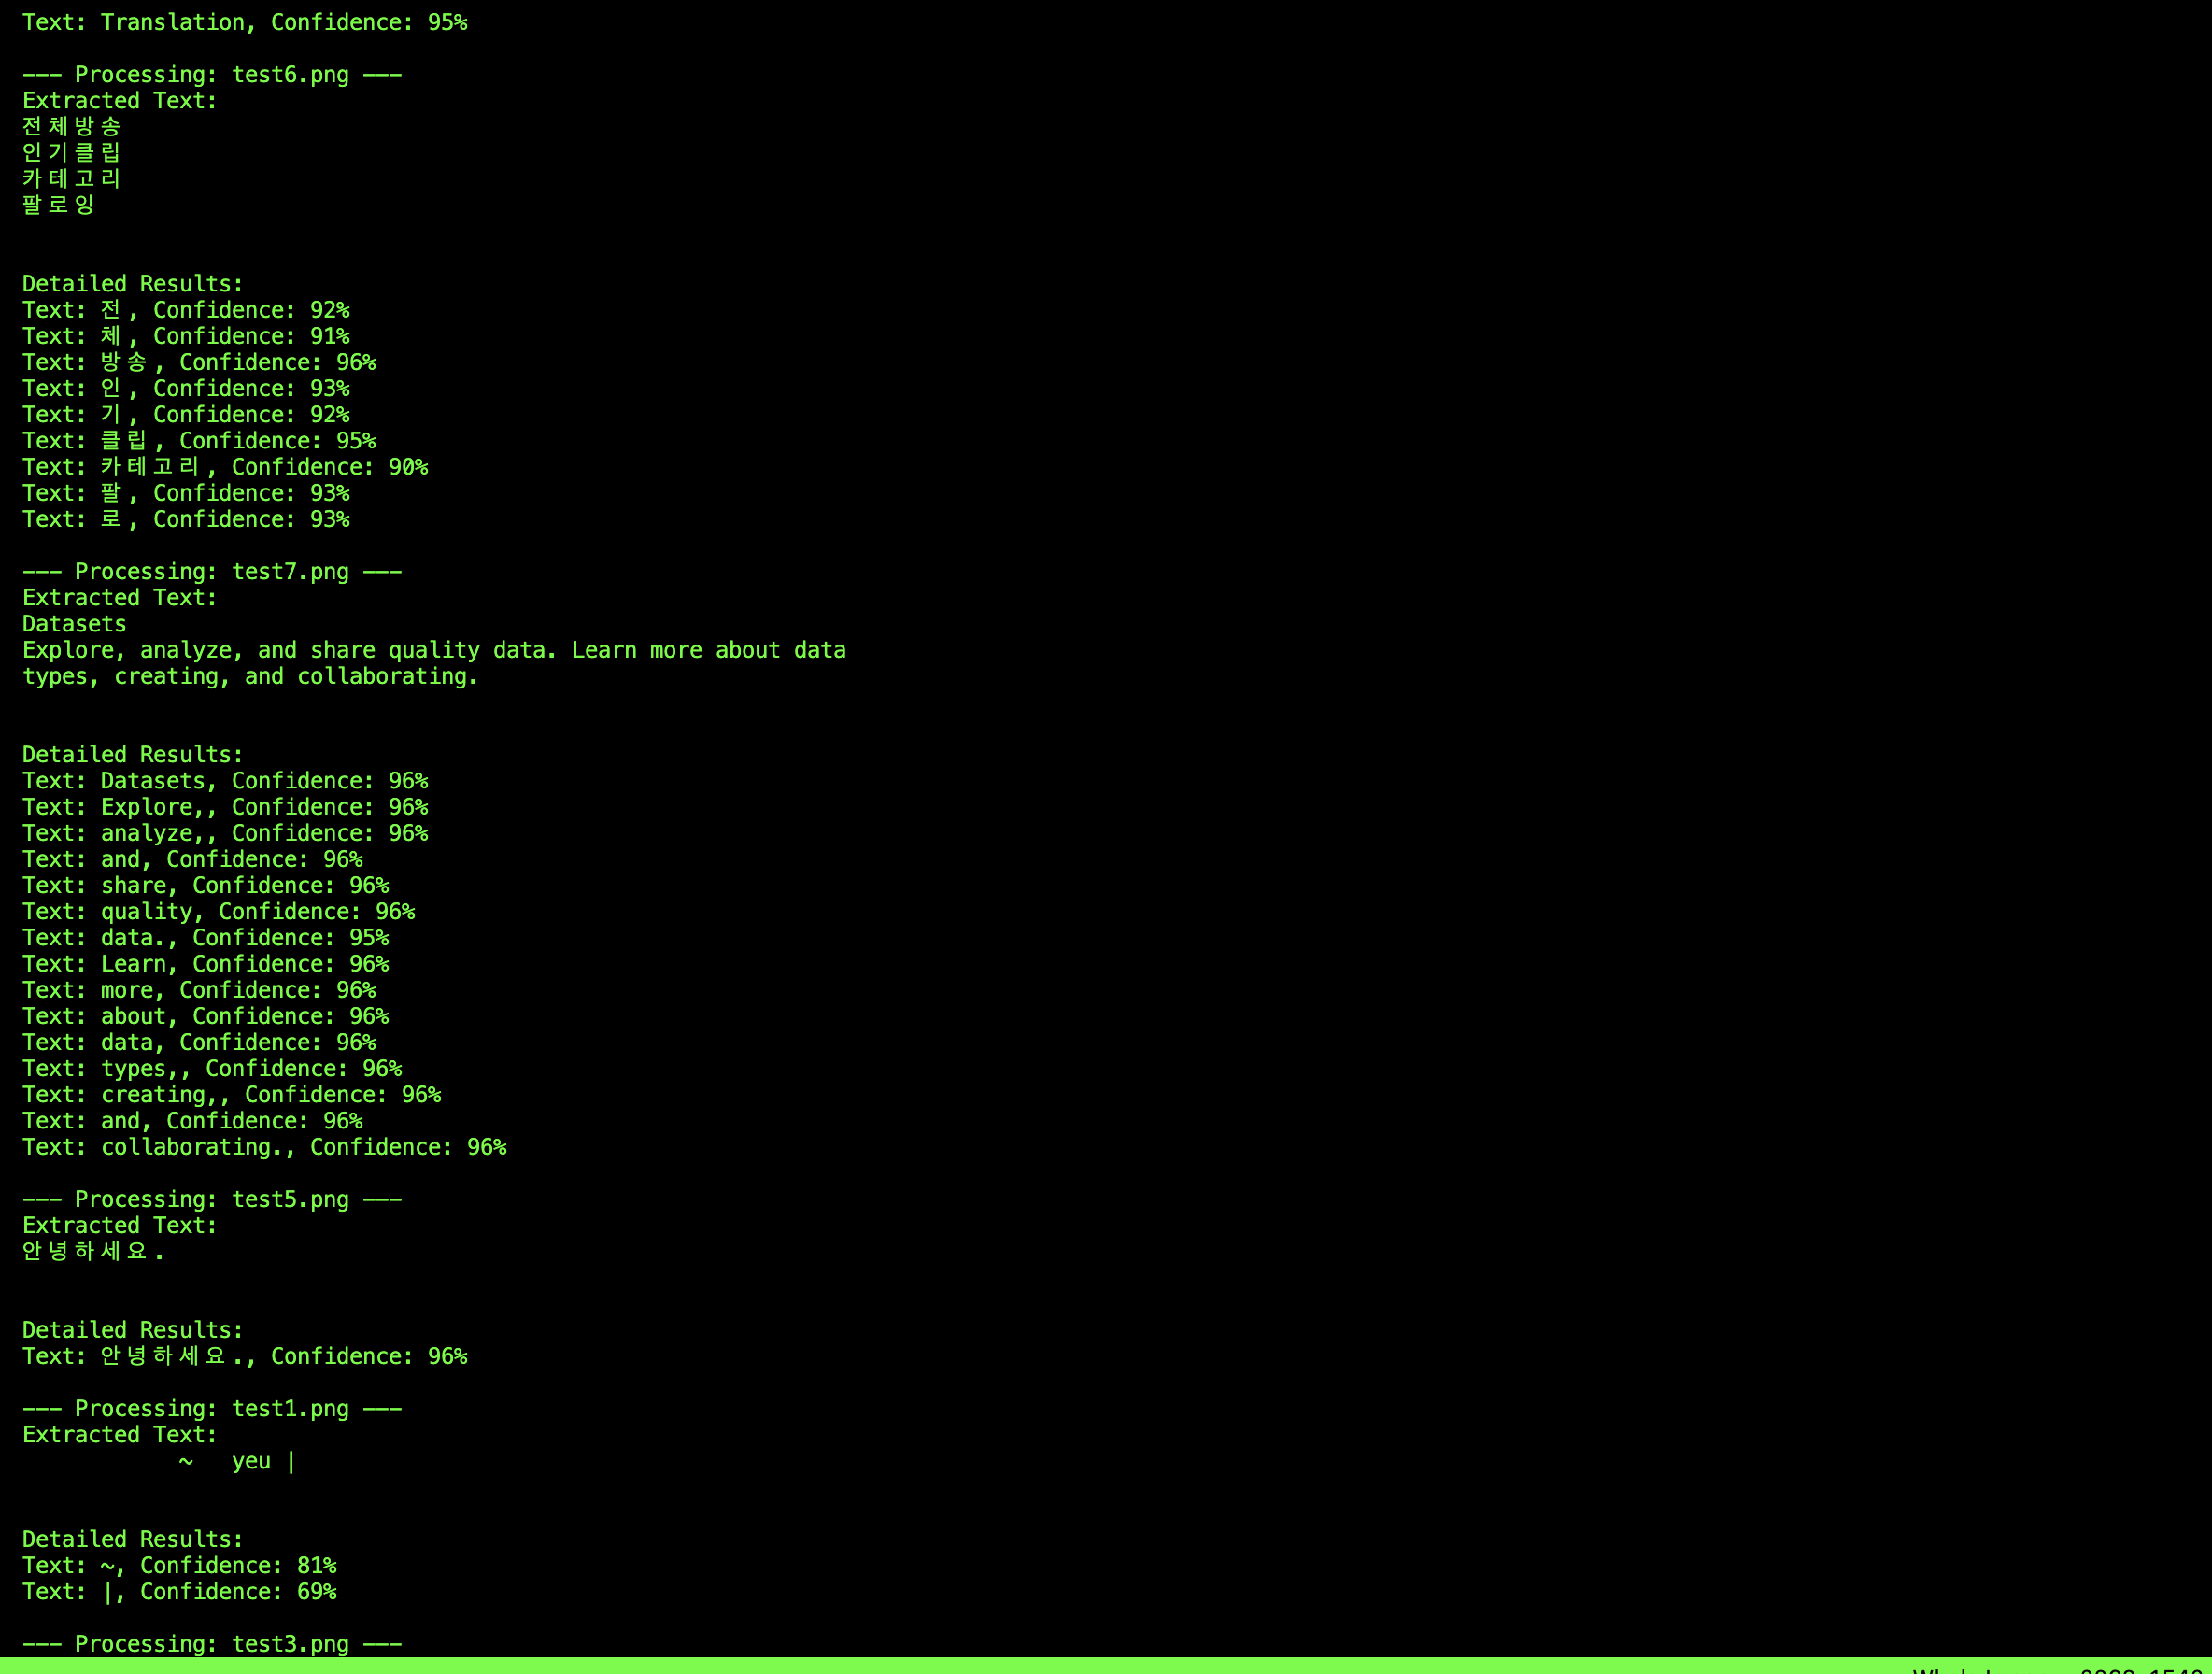 Text: Translation, Confidence: 95%
--- Processing: test6.png ---
Extracted Text:
전체방송
인기클립
카테고리
팔로잉
Detailed Results:
Text: 전, Confidence: 92%
Text: 체, Confidence: 91%
Text: 방송, Confidence: 96%
Text: 인, Confidence: 93%
Text: 기, Confidence: 92%
Text: 클립, Confidence: 95%
Text: 카테고리, Confidence: 90%
Text: 팔, Confidence: 93%
Text: 로, Confidence: 93%
--- Processing: test7.png ---
Extracted Text:
Datasets
Explore, analyze, and share quality data. Learn more about data
types, creating, and collaborating.
Detailed Results:
Text: Datasets, Confidence: 96%
Text: Explore,, Confidence: 96%
Text: analyze,, Confidence: 96%
Text: and, Confidence: 96%
Text: share, Confidence: 96%
Text: quality, Confidence: 96%
Text: data., Confidence: 95%
Text: Learn, Confidence: 96%
Text: more, Confidence: 96%
Text: about, Confidence: 96%
Text: data, Confidence: 96%
Text: types,, Confidence: 96%
Text: creating,, Confidence: 96%
Text: and, Confidence: 96%
Text: collaborating., Confidence: 96%
--- Processing: test5.png ---
Extracted Text:
안녕하세요.
Detailed Results:
Text: 안녕하세요., Confidence: 96%
--- Processing: test1.png ---
Extracted Text:
~ yeu |
Detailed Results:
Text: ~, Confidence: 81%
Text: |, Confidence: 69%
--- Processing: test3.png ---